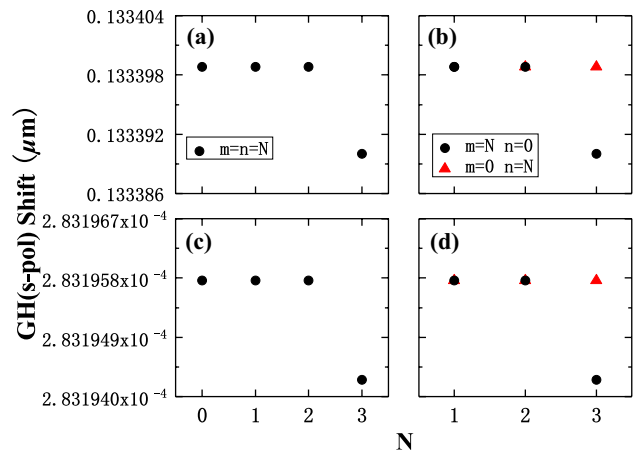 GH(s-pol) Shift (μm)
(a)
(b)
0.133404
0.133398
0.133392
0.133386
m=n=N
m=N n=0
m=0 n=N
(c)
(d)
2.831967x10⁻⁴
2.831958x10⁻⁴
2.831949x10⁻⁴
2.831940x10⁻⁴
0 1 2 3
1 2 3
N